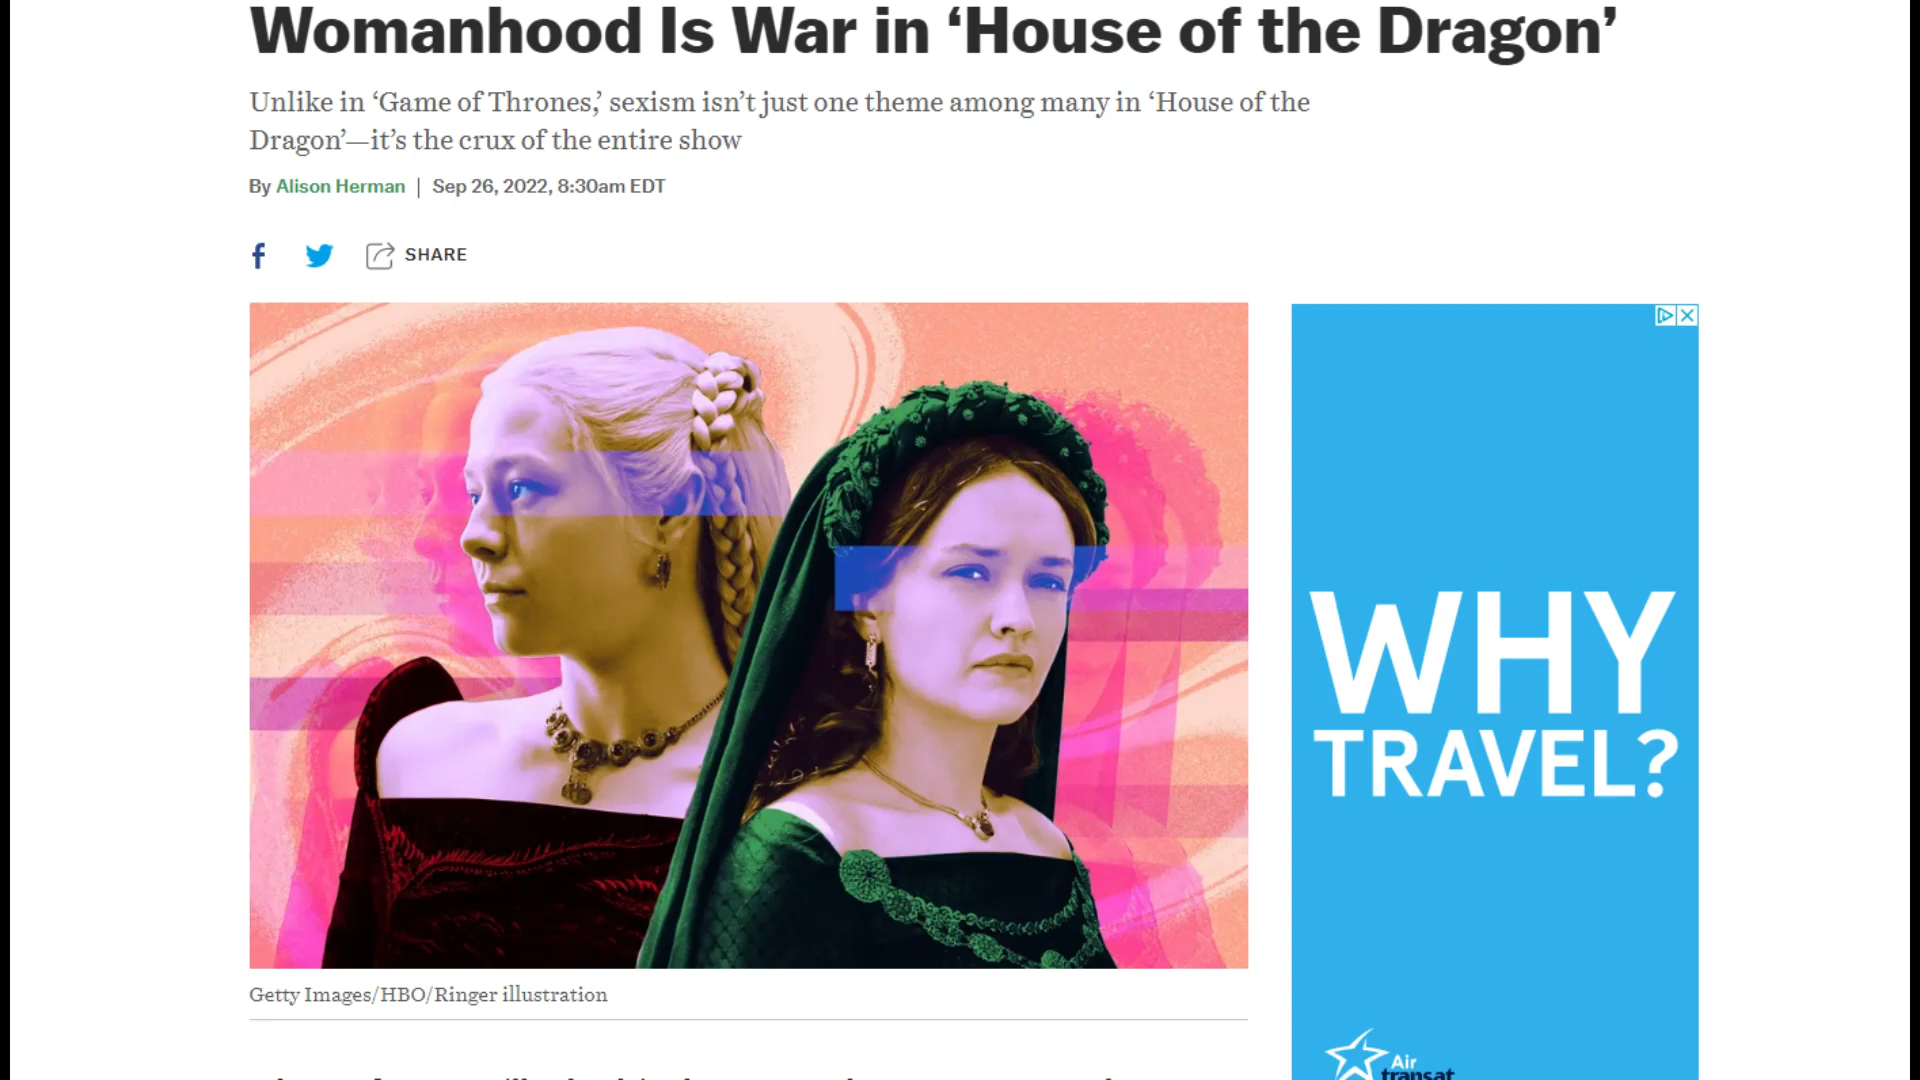 Womanhood Is War in ‘House of the Dragon’
Unlike in ‘Game of Thrones,’ sexism isn’t just one theme among many in ‘House of the
Dragon’—it’s the crux of the entire show
By Alison Herman | Sep 26, 2022, 8:30am EDT
SHARE
WHY
TRAVEL?
Getty Images/HBO/Ringer illustration
Air
transat